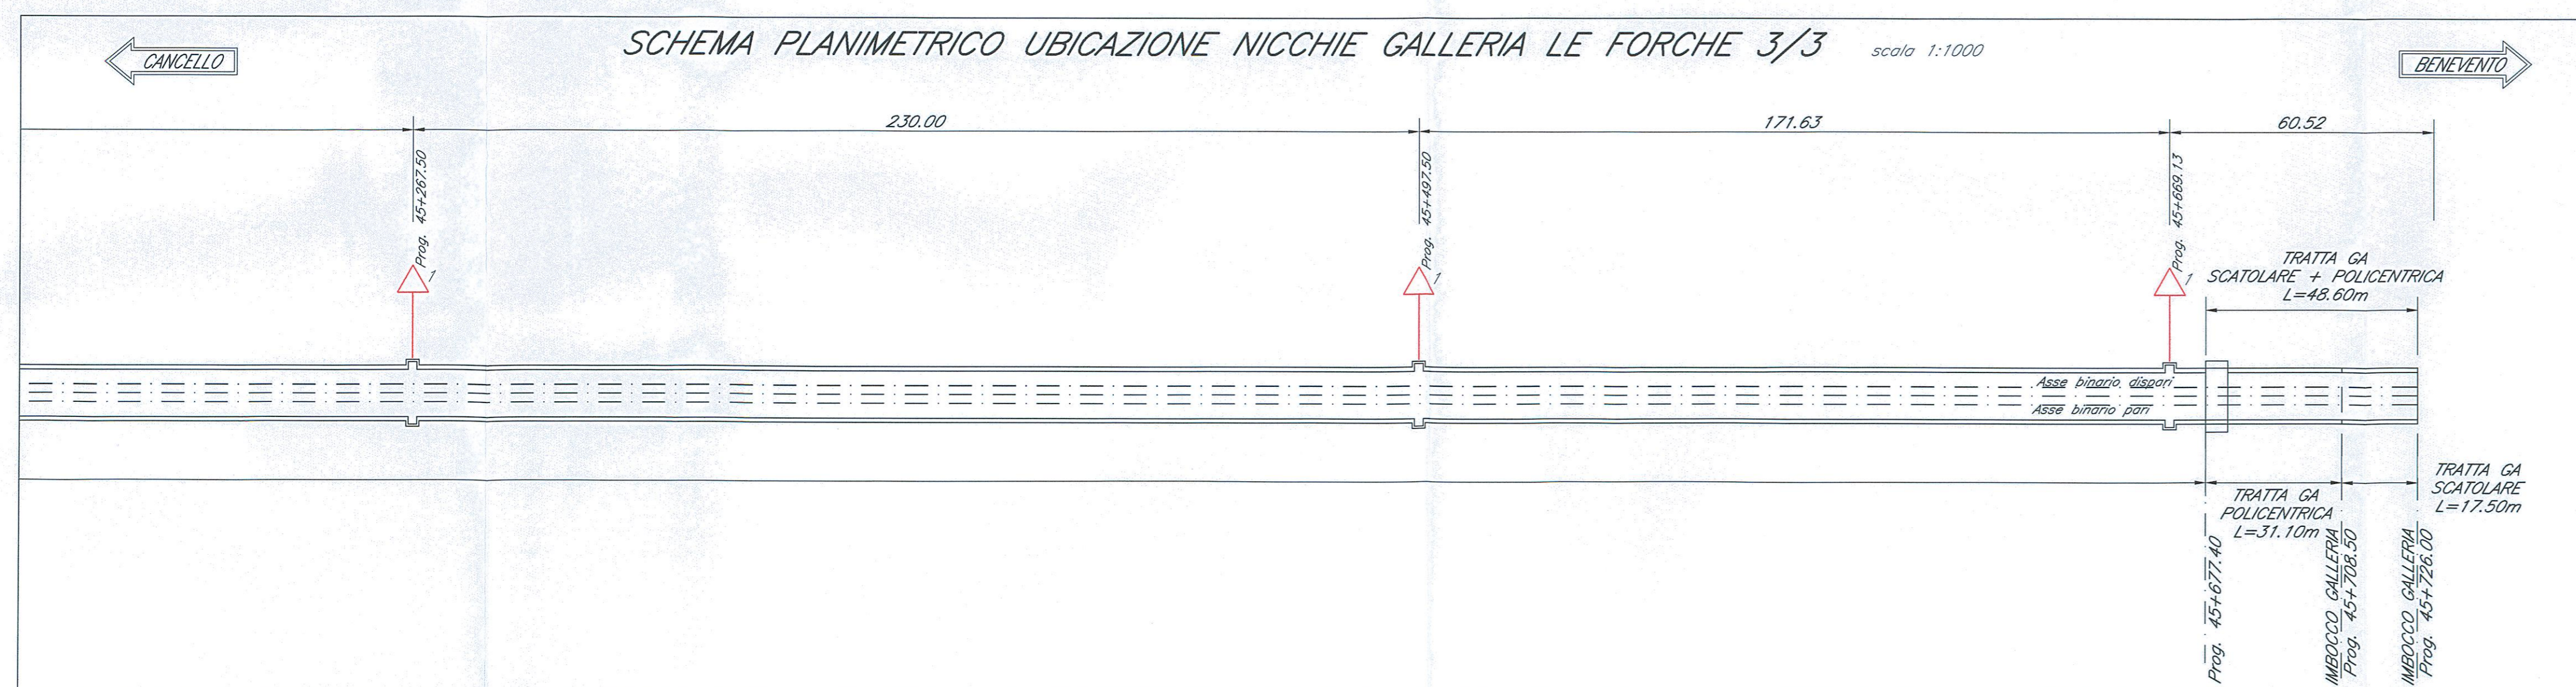 CANCELLO
SCHEMA PLANIMETRICO UBICAZIONE NICCHIE GALLERIA LE FORCHE 3/3
scala 1:1000
BENEVENTO
230.00
171.63
60.52
Prog. 45+267.50
1
Prog. 45+497.50
1
Prog. 45+669.13
1
TRATTA GA
SCATOLARE + POLICENTRICA
L=48.60m
Asse binario dispari
Asse binario pari
TRATTA GA
POLICENTRICA
L=31.10m
TRATTA GA
SCATOLARE
L=17.50m
Prog. 45+677.40
IMBOCCO GALLERIA
Prog. 45+708.50
IMBOCCO GALLERIA
Prog. 45+726.00